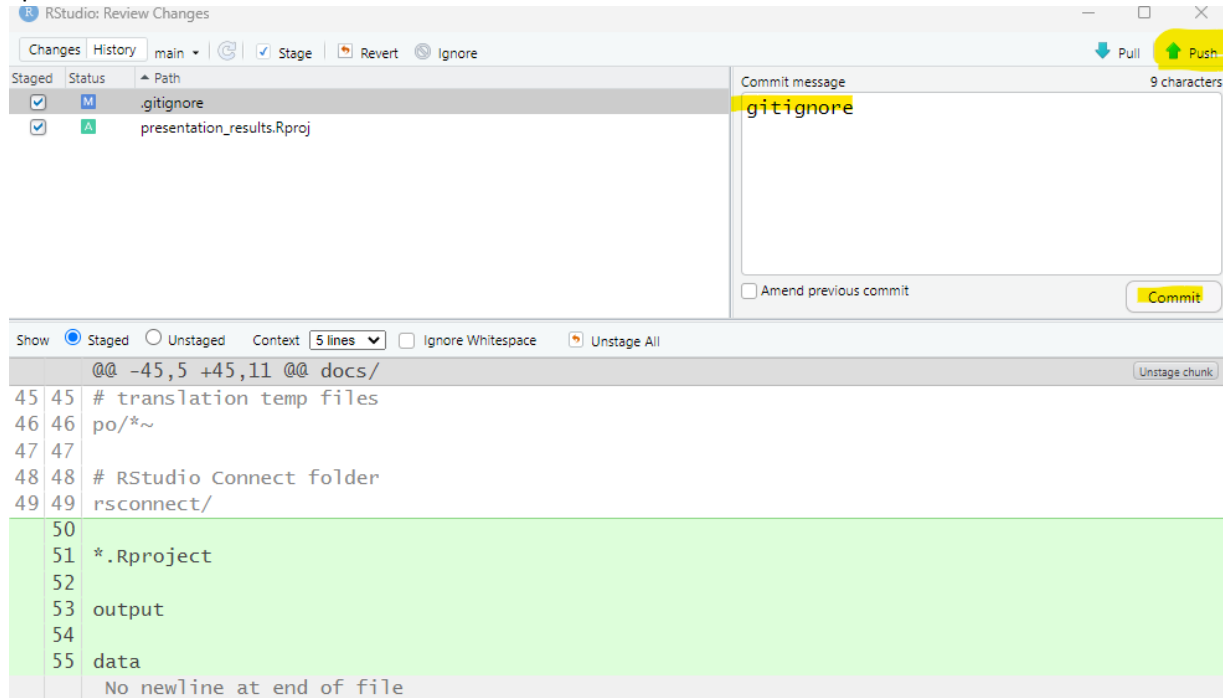 R RStudio: Review Changes
Changes History main Stage Revert Ignore Pull Push
Staged Status Path Commit message 9 characters
M .gitignore gitignore
A presentation_results.Rproj
Amend previous commit
Commit
Show Staged Unstaged Context 5 lines Ignore Whitespace Unstage All
@@ -45,5 +45,11 @@ docs/ Unstage chunk
45 45 # translation temp files
46 46 po/*~
47 47
48 48 # RStudio Connect folder
49 49 rsconnect/
50
51 *.Rproject
52
53 output
54
55 data
No newline at end of file